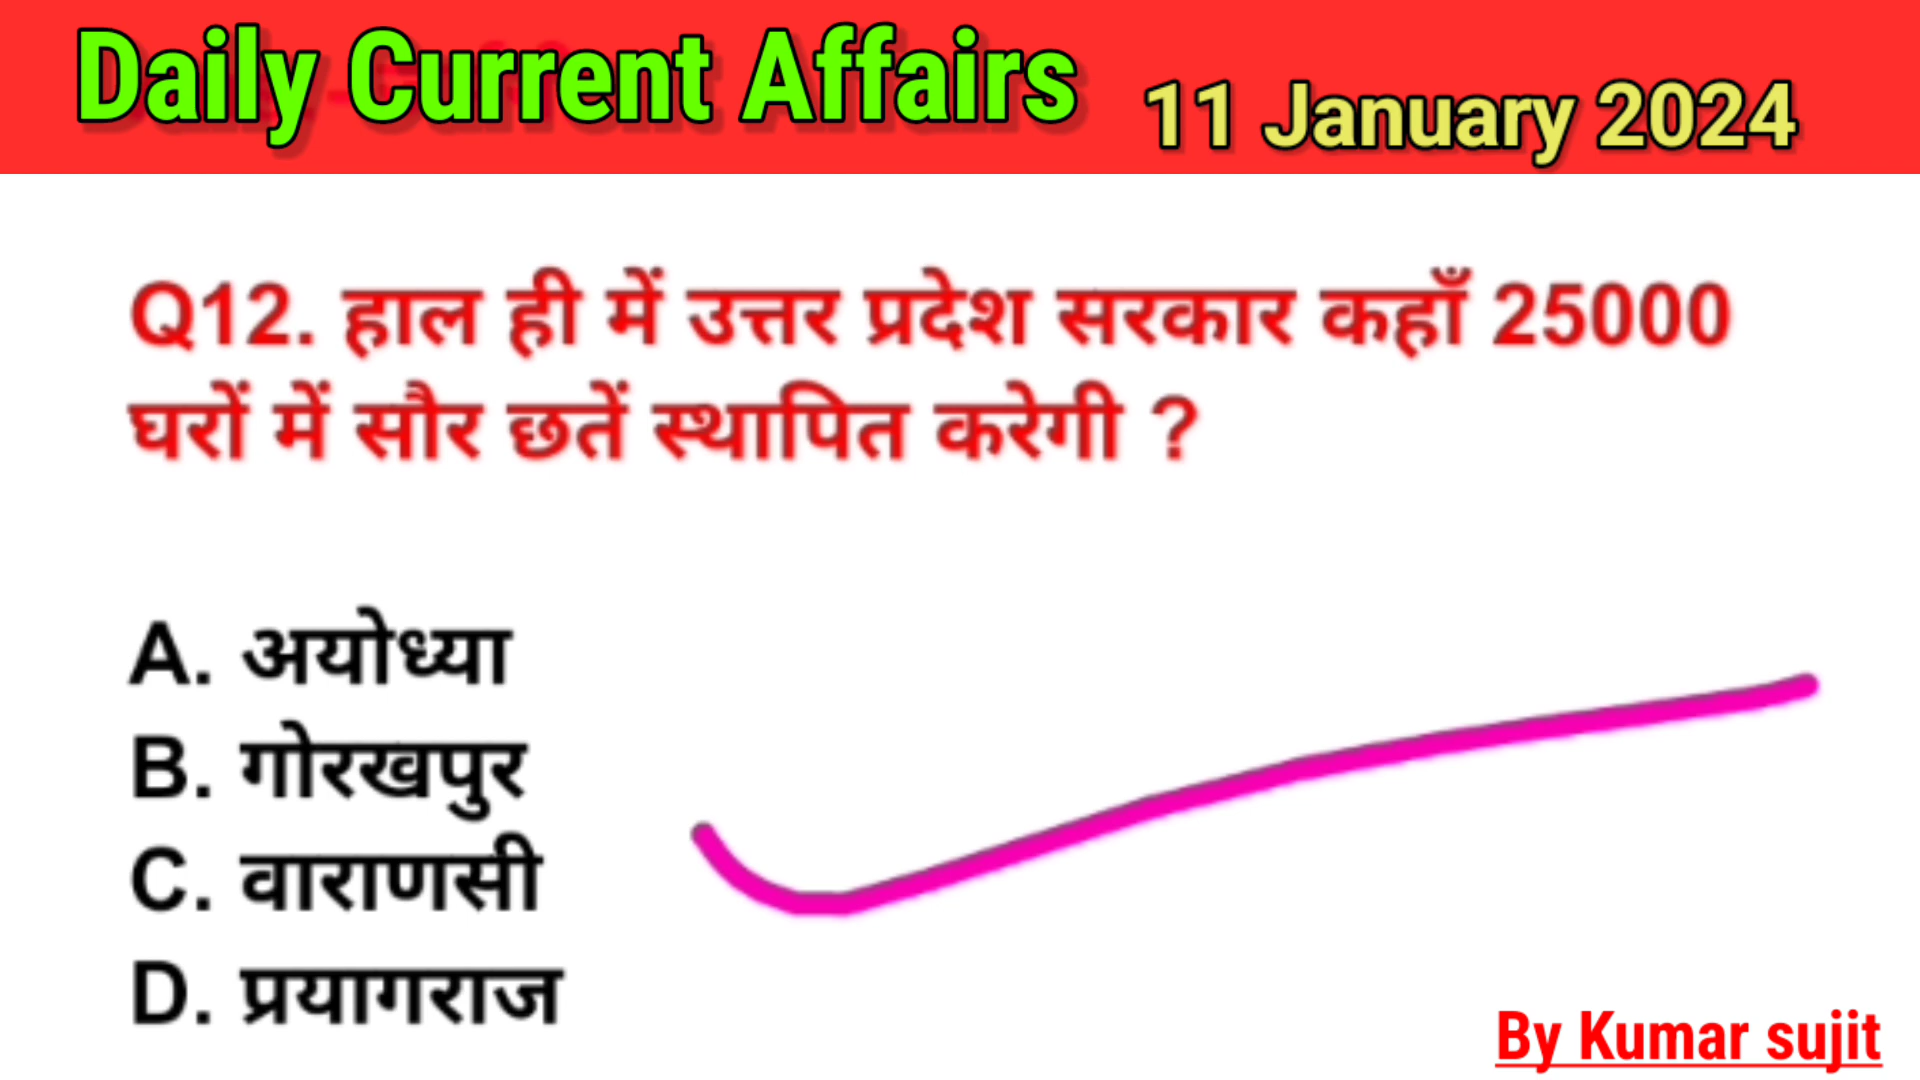 Daily Current Affairs 11 January 2024
Q12. हाल ही में उत्तर प्रदेश सरकार कहाँ 25000
घरों में सौर छतें स्थापित करेगी ?
A. अयोध्या
B. गोरखपुर
C. वाराणसी
D. प्रयागराज
By Kumar sujit